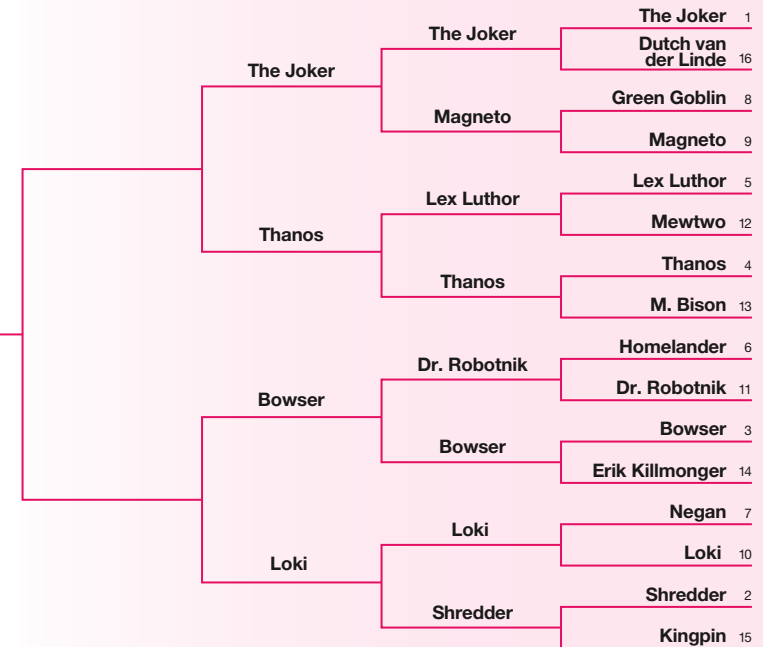 The Joker 1
Dutch van
der Linde 16
Green Goblin 8
Magneto 9
Lex Luthor 5
Mewtwo 12
Thanos 4
M. Bison 13
Homelander 6
Dr. Robotnik 11
Bowser 3
Erik Killmonger 14
Negan 7
Loki 10
Shredder 2
Kingpin 15
The Joker
Magneto
Lex Luthor
Thanos
Dr. Robotnik
Bowser
Loki
Shredder
The Joker
Thanos
Bowser
Loki